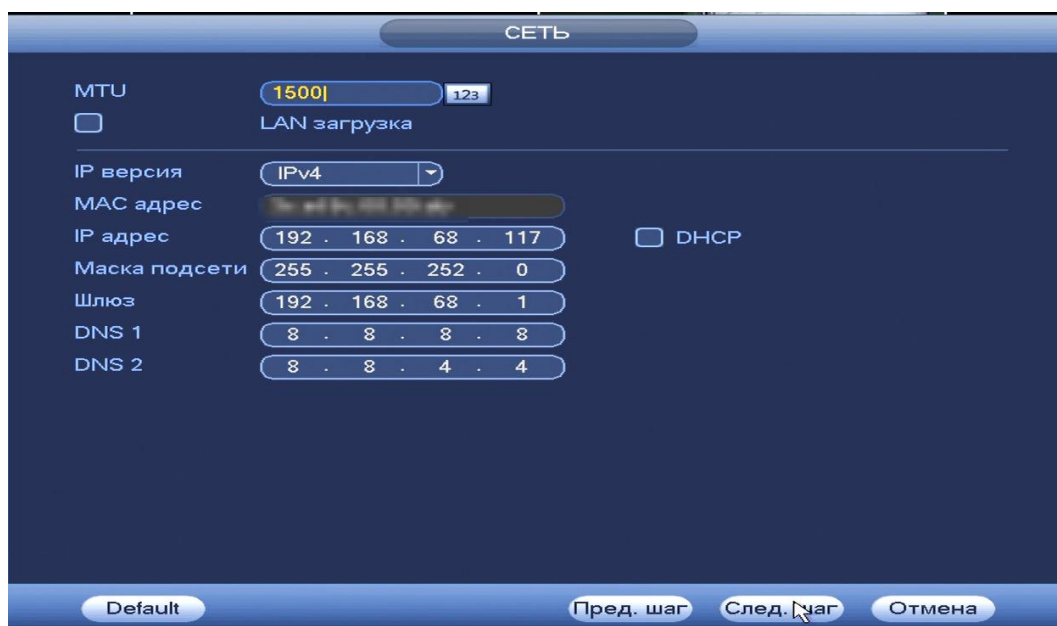 СЕТЬ
MTU 1500 123
LAN загрузка
IP версия IPv4
MAC адрес
IP адрес 192 . 168 . 68 . 117 DHCP
Маска подсети 255 . 255 . 252 . 0
Шлюз 192 . 168 . 68 . 1
DNS 1 8 . 8 . 8 . 8
DNS 2 8 . 8 . 4 . 4
Default Пред. шаг След. шаг Отмена